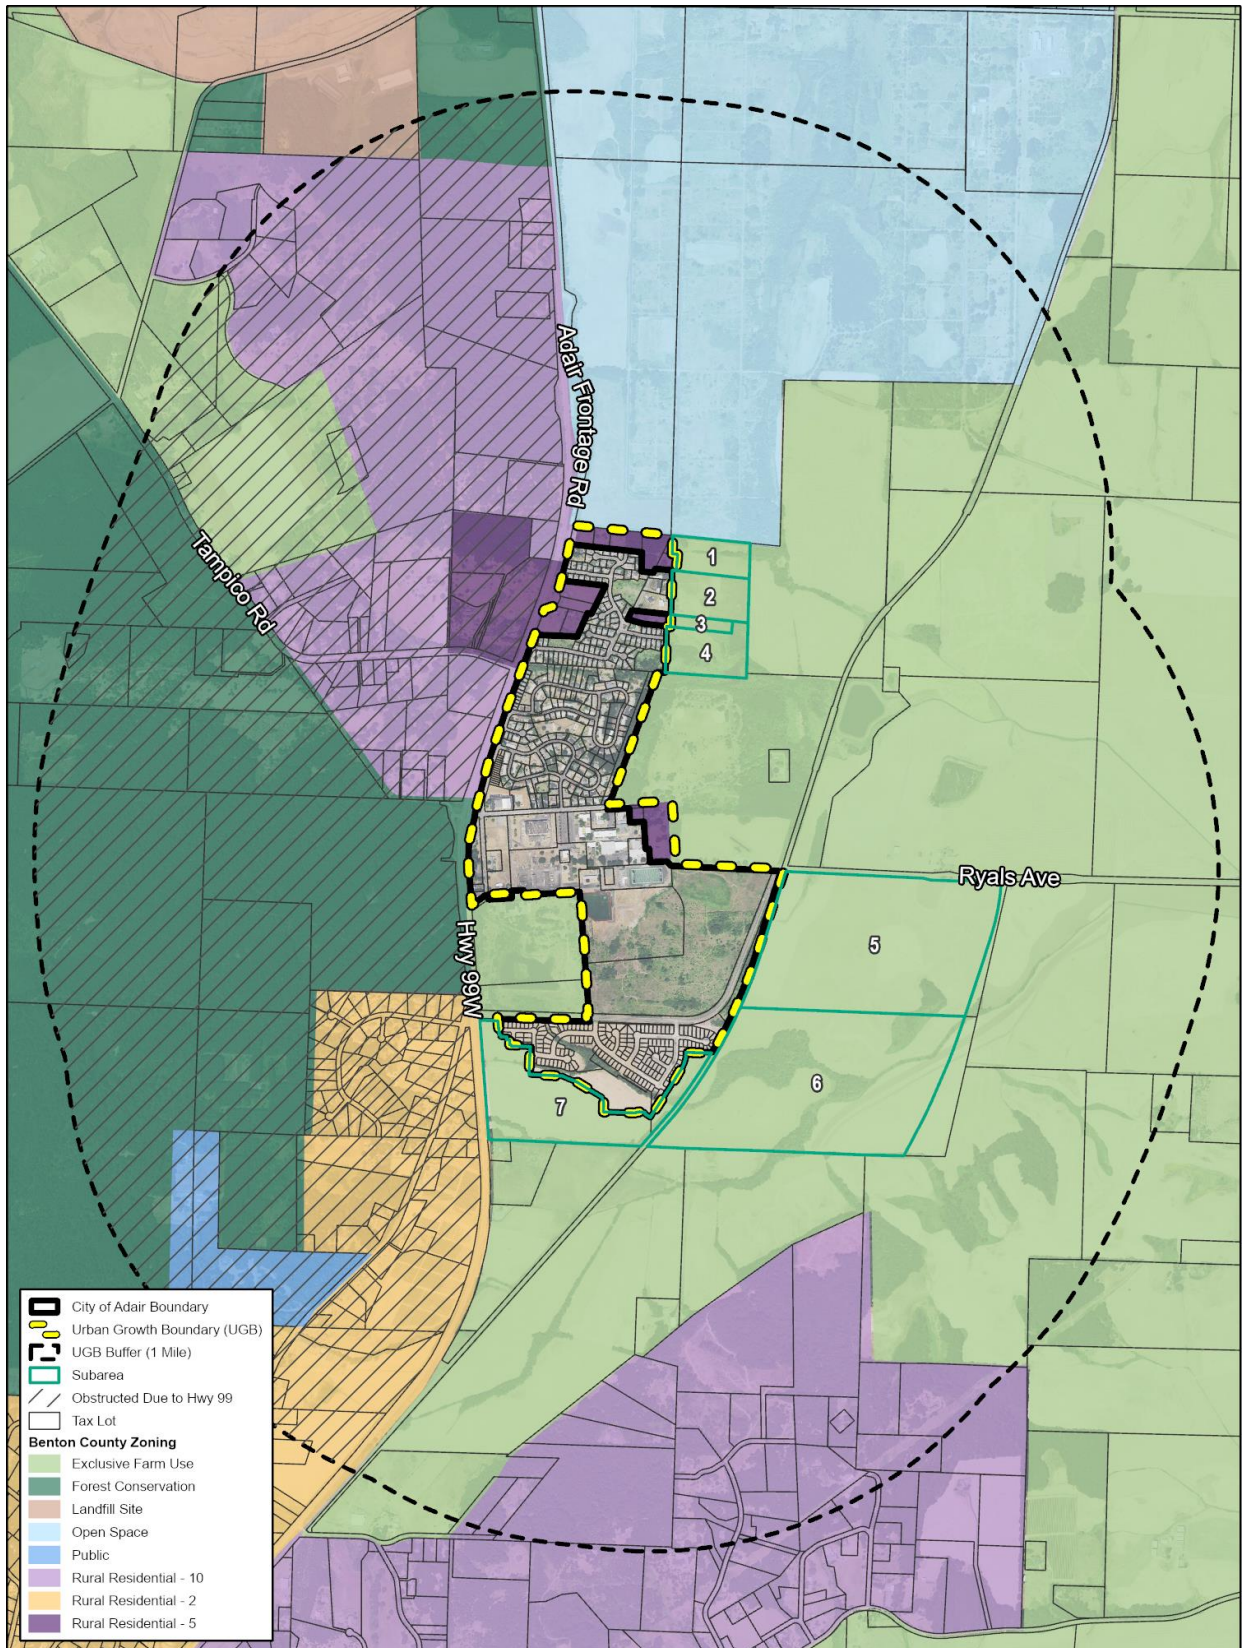 Adair Frontage Rd
1
2
Tampico Rd
3
4
Ryals Ave
5
Hwy 99W
6
7
City of Adair Boundary
Urban Growth Boundary (UGB)
UGB Buffer (1 Mile)
Subarea
Obstructed Due to Hwy 99
Tax Lot
Benton County Zoning
Exclusive Farm Use
Forest Conservation
Landfill Site
Open Space
Public
Rural Residential - 10
Rural Residential - 2
Rural Residential - 5